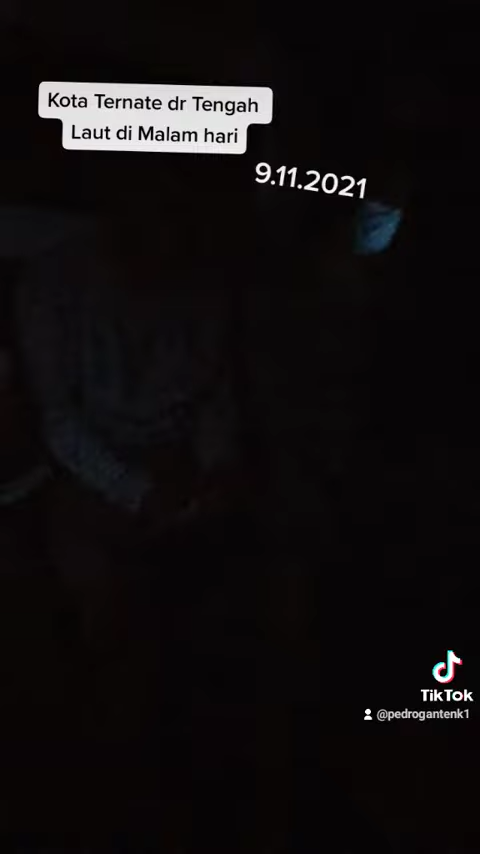 Kota Ternate dr Tengah
Laut di Malam hari
9.11.2021
TikTok
@pedrogantenk1